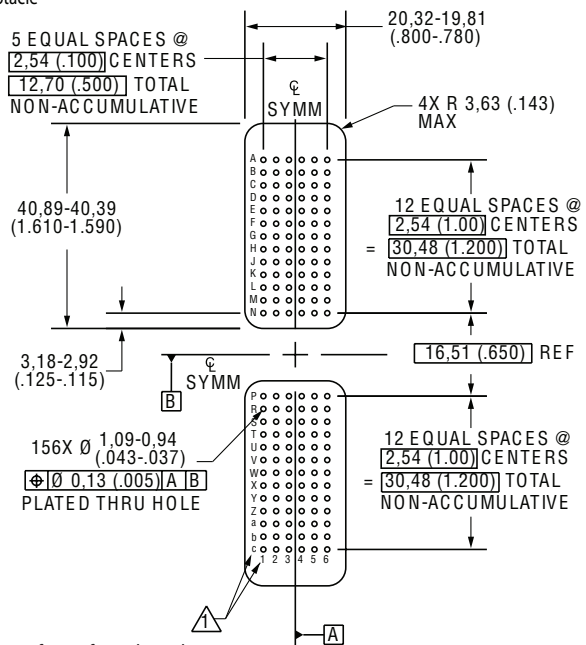 5 EQUAL SPACES @
2,54 (.100) CENTERS
12,70 (.500) TOTAL
NON-ACCUMULATIVE
20,32-19,81
(.800-.780)
℄
SYMM
4X R 3,63 (.143)
MAX
40,89-40,39
(1.610-1.590)
A
B
C
D
E
F
G
H
J
K
L
M
N
12 EQUAL SPACES @
2,54 (1.00) CENTERS
= 30,48 (1.200) TOTAL
NON-ACCUMULATIVE
3,18-2,92
(.125-.115)
℄
SYMM
B
16,51 (.650) REF
156X Ø 1,09-0,94
(.043-.037)
⌖ Ø 0,13 (.005) A B
PLATED THRU HOLE
P
R
S
T
U
V
W
X
Y
Z
a
b
c
1 2 3 4 5 6
12 EQUAL SPACES @
2,54 (1.00) CENTERS
= 30,48 (1.200) TOTAL
NON-ACCUMULATIVE
1
A